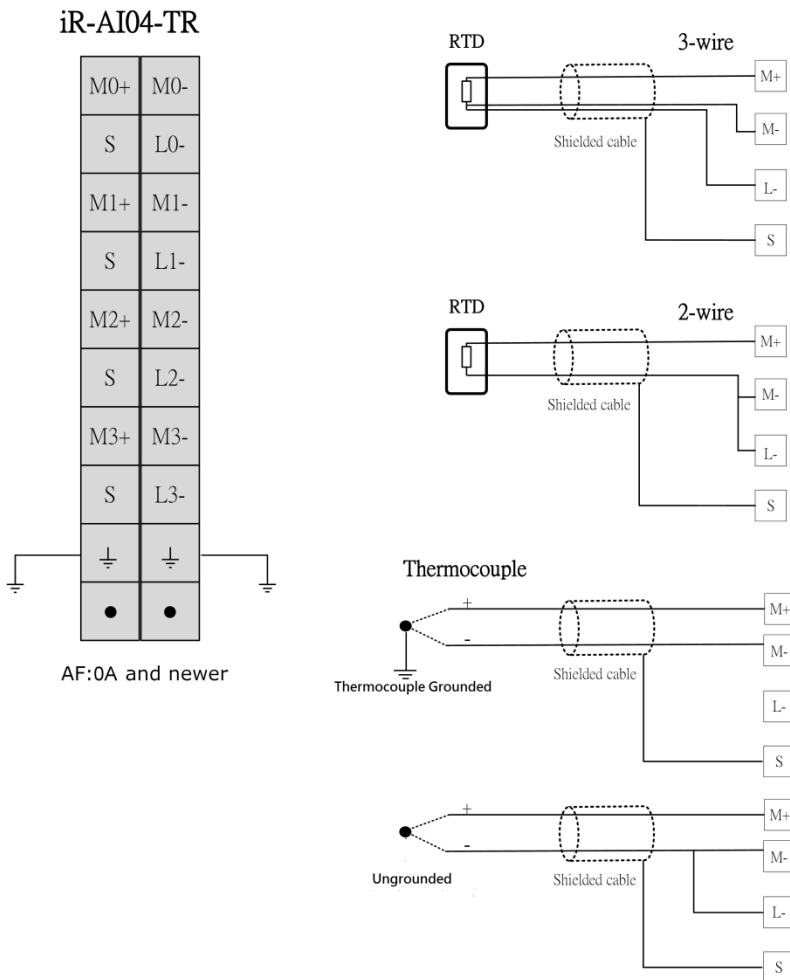 iR-AI04-TR
M0+ M0-
S L0-
M1+ M1-
S L1-
M2+ M2-
S L2-
M3+ M3-
S L3-
AF:0A and newer
RTD
3-wire
M+
M-
Shielded cable
L-
S
RTD
2-wire
M+
M-
Shielded cable
L-
S
Thermocouple
+
M+
-
M-
Shielded cable
Thermocouple Grounded
L-
S
+
M+
-
M-
Ungrounded
Shielded cable
L-
S